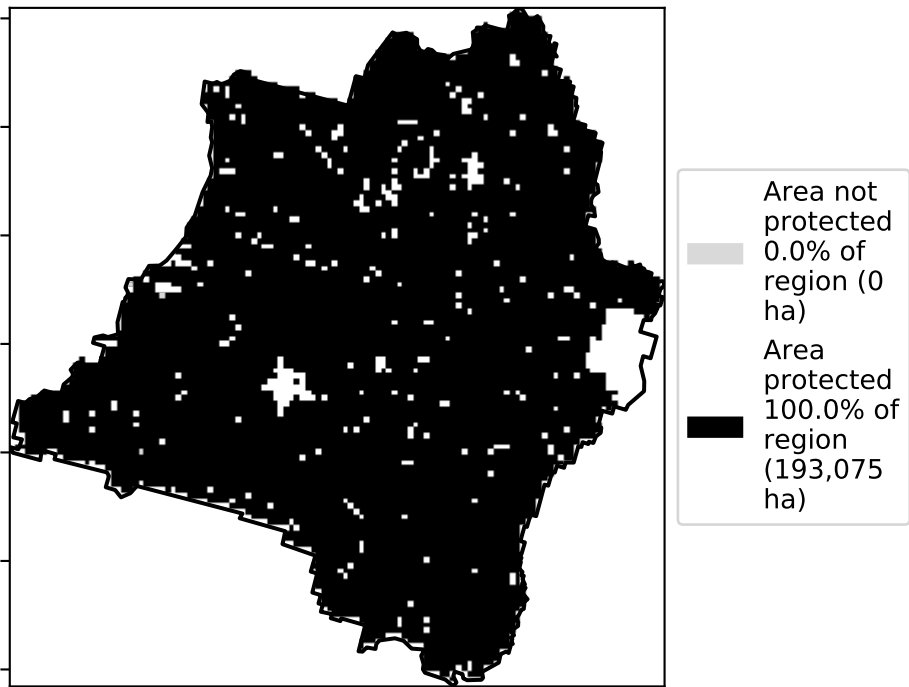 Area not
protected
0.0% of
region (0
ha)
Area
protected
100.0% of
region
(193,075
ha)